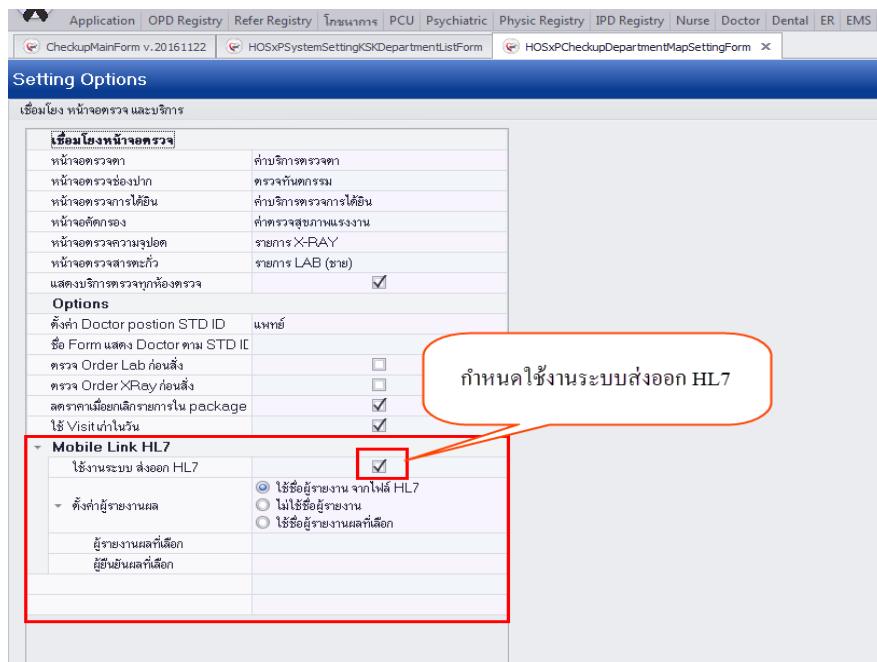 Application OPD Registry Refer Registry โภชนาการ PCU Psychiatric Physic Registry IPD Registry Nurse Doctor Dental ER EMS
CheckupMainForm v.20161122 HOSxPSystemSettingKSKDepartmentListForm HOSxPCheckupDepartmentMapSettingForm
Setting Options
เชื่อมโยง หน้าจอตรวจ และบริการ
เชื่อมโยงหน้าจอตรวจ
หน้าจอตรวจตา ค่าบริการตรวจตา
หน้าจอตรวจช่องปาก ตรวจทันตกรรม
หน้าจอตรวจการได้ยิน ค่าบริการตรวจการได้ยิน
หน้าจอคัดกรอง ค่าตรวจสุขภาพแรงงาน
หน้าจอตรวจความจุปอด รายการ X-RAY
หน้าจอตรวจสารตะกั่ว รายการ LAB (ชาย)
แสดงบริการตรวจทุกห้องตรวจ
Options
ตั้งค่า Doctor postion STD ID แพทย์
ชื่อ Form แสดง Doctor ตาม STD ID
ตรวจ Order Lab ก่อนสั่ง
ตรวจ Order XRay ก่อนสั่ง
ลดราคาเมื่อยกเลิกรายการใน package
ใช้ Visit เก่าในวัน
กำหนดใช้งานระบบส่งออก HL7
Mobile Link HL7
ใช้งานระบบ ส่งออก HL7
ตั้งค่าผู้รายงานผล
ใช้ชื่อผู้รายงาน จากไฟล์ HL7
ไม่ใช้ชื่อผู้รายงาน
ใช้ชื่อผู้รายงานผลที่เลือก
ผู้รายงานผลที่เลือก
ผู้ยืนยันผลที่เลือก